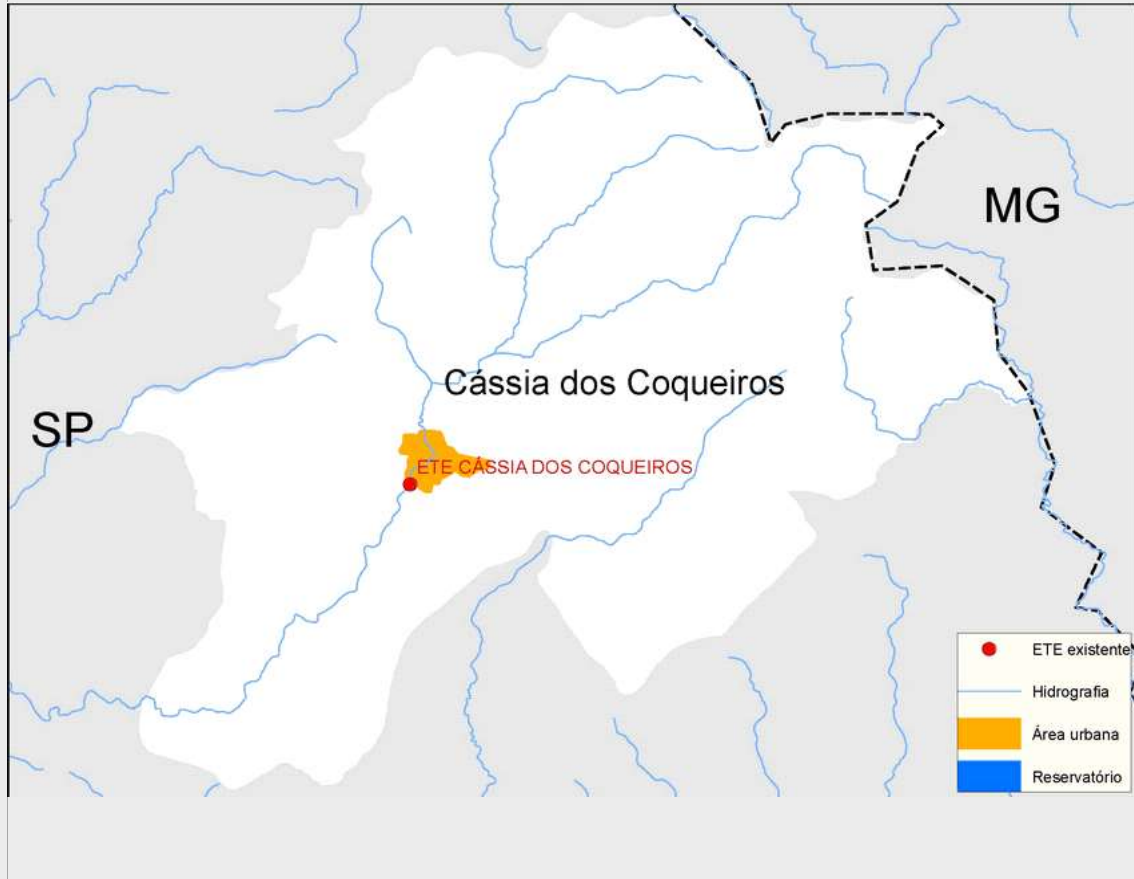 MG
Cássia dos Coqueiros
SP
ETE CÁSSIA DOS COQUEIROS
ETE existente
Hidrografia
Área urbana
Reservatório